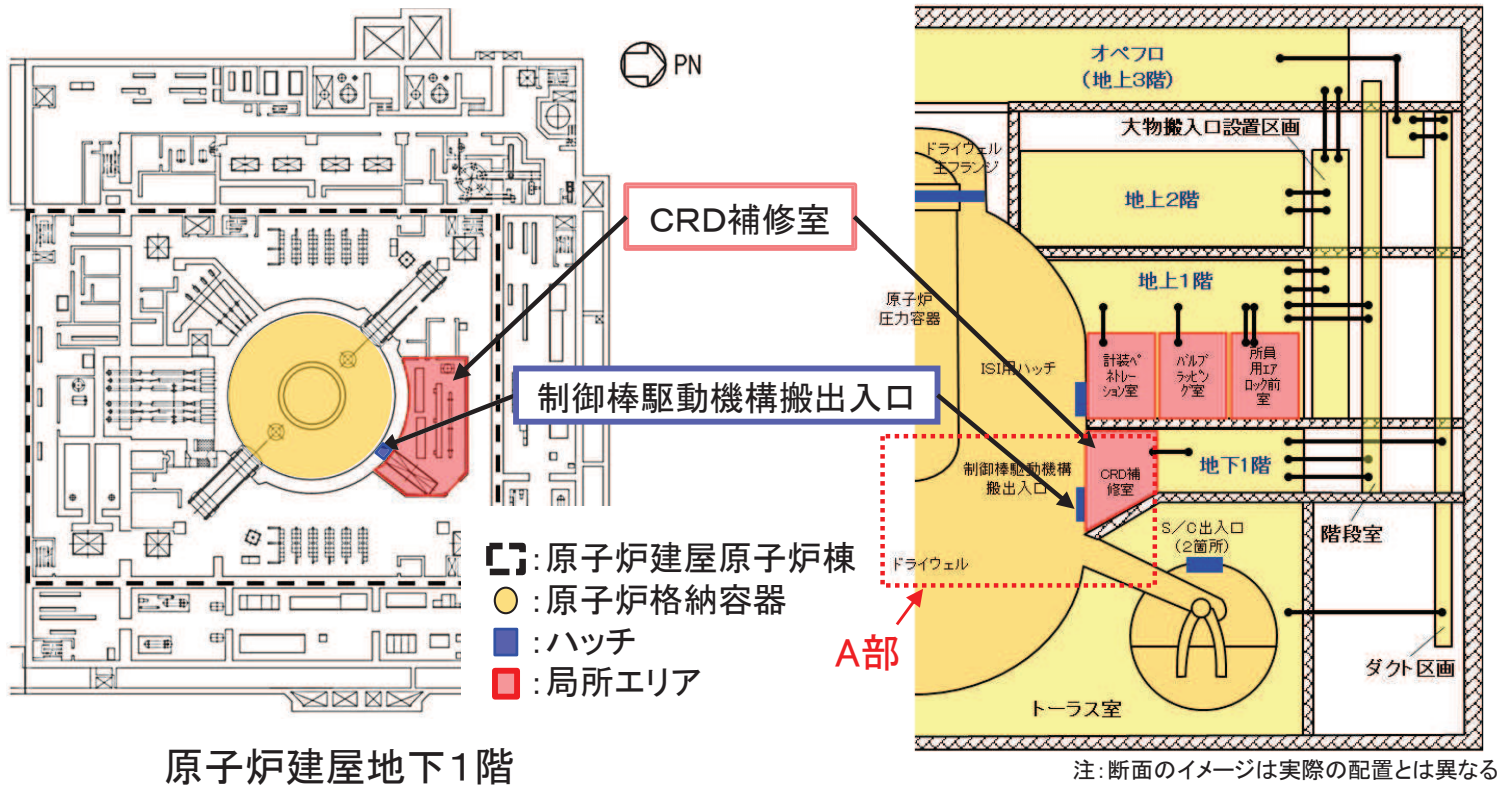 PN
CRD補修室
制御棒駆動機構搬出入口
:原子炉建屋原子炉棟
:原子炉格納容器
:ハッチ
:局所エリア
原子炉建屋地下1階
オペフロ
(地上3階)
大物搬入口設置区画
ドライウェル
主フランジ
地上2階
地上1階
原子炉
圧力容器
ISI用ハッチ
計装ペ
ネトレー
ション室
バルブ
ラッピン
グ室
所員
用エア
ロック前
室
制御棒駆動機構
搬出入口
CRD補
修室
地下1階
S/C出入口
(2箇所)
階段室
ドライウェル
A部
ダクト区画
トーラス室
注:断面のイメージは実際の配置とは異なる